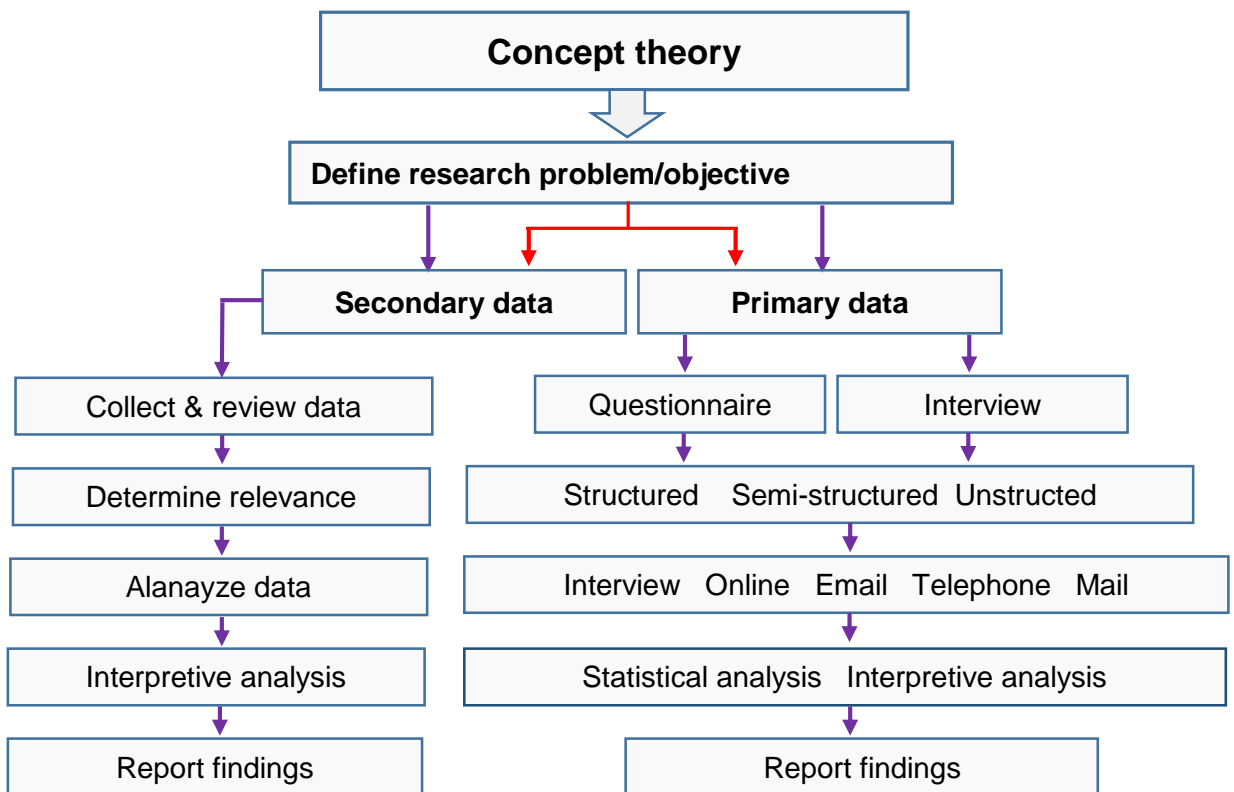 Concept theory
Define research problem/objective
Secondary data
Primary data
Collect & review data
Questionnaire
Interview
Determine relevance
Structured Semi-structured Unstructed
Alanayze data
Interview Online Email Telephone Mail
Interpretive analysis
Statistical analysis Interpretive analysis
Report findings
Report findings